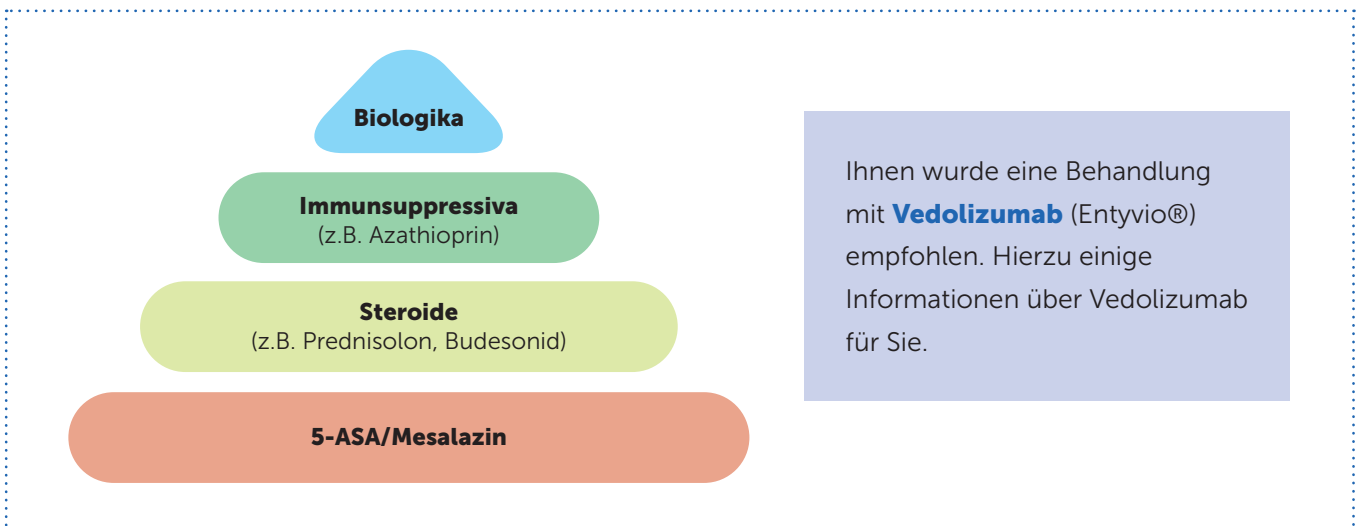 Biologika
Immunsuppressiva
(z.B. Azathioprin)
Steroide
(z.B. Prednisolon, Budesonid)
5-ASA/Mesalazin
Ihnen wurde eine Behandlung
mit Vedolizumab (Entyvio®)
empfohlen. Hierzu einige
Informationen über Vedolizumab
für Sie.